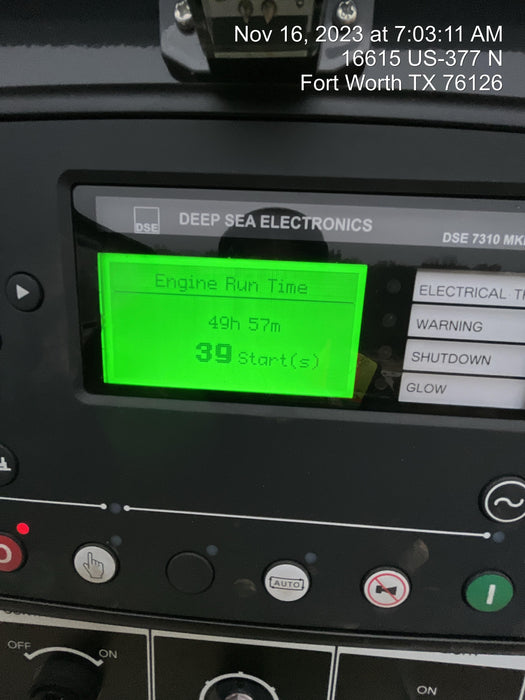 Nov 16, 2023 at 7:03:11 AM
16615 US-377 N
Fort Worth TX 76126
DSE
DEEP SEA ELECTRONICS
DSE 7310
Engine Run Time
49h 57m
39 Start(s)
ELECTRICAL
WARNING
SHUTDOWN
GLOW
AUTO
OFF
ON
ON